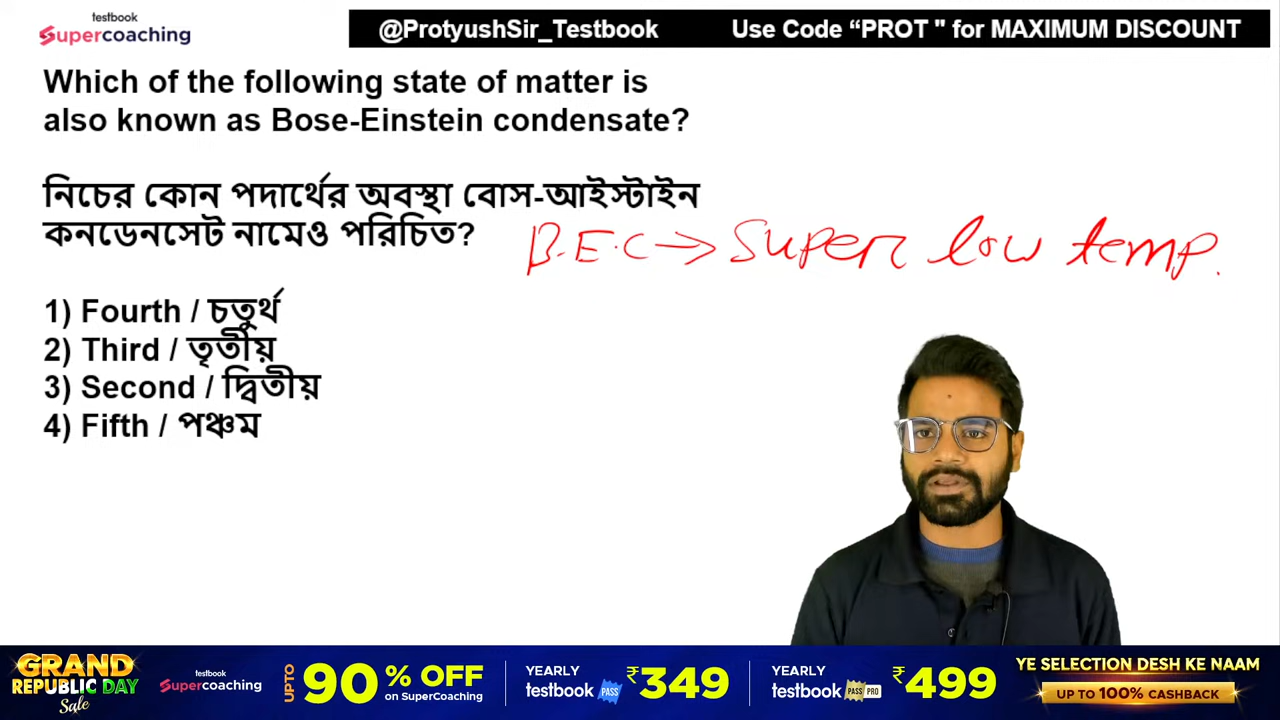 testbook
Supercoaching
@ProtyushSir_Testbook Use Code “PROT " for MAXIMUM DISCOUNT
Which of the following state of matter is
also known as Bose-Einstein condensate?
নিচের কোন পদার্থের অবস্থা বোস-আইস্টাইন
কনডেনসেট নামেও পরিচিত?
B.E.C → Super low temp.
1) Fourth / চতুর্থ
2) Third / তৃতীয়
3) Second / দ্বিতীয়
4) Fifth / পঞ্চম
GRAND
REPUBLIC DAY
Sale
testbook
Supercoaching
UPTO 90% OFF
on SuperCoaching
YEARLY
testbook PASS
₹349
YEARLY
testbook PASS PRO
₹499
YE SELECTION DESH KE NAAM
UP TO 100% CASHBACK